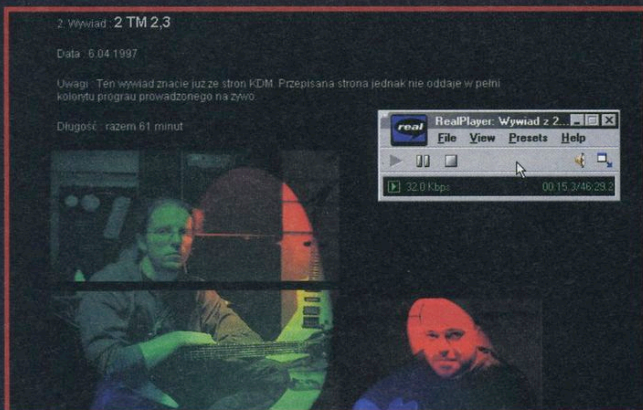 2. Wywiad : 2 TM 2,3
Data : 6.04.1997
Uwagi : Ten wywiad znacie już ze stron KDM. Przepisana strona jednak nie oddaje w pełni
kolorytu prograu prowadzonego na żywo.
Długość : razem 61 minut
real
RealPlayer: Wywiad z 2...
File View Presets Help
32.0 Kbps 00:15.3/46:29.2